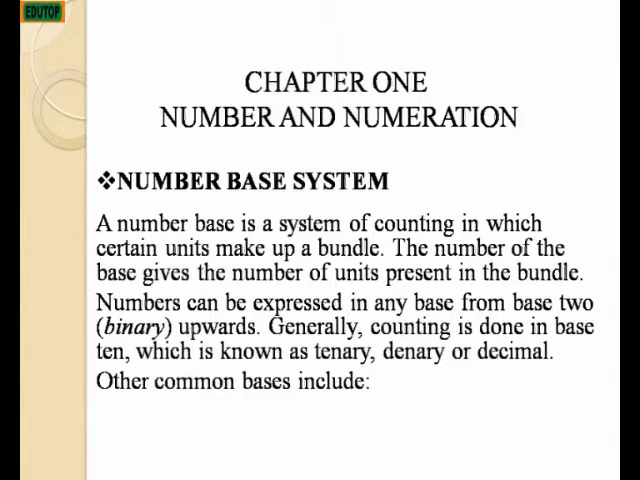 EDUTOP
CHAPTER ONE
NUMBER AND NUMERATION
❖NUMBER BASE SYSTEM
A number base is a system of counting in which
certain units make up a bundle. The number of the
base gives the number of units present in the bundle.
Numbers can be expressed in any base from base two
(binary) upwards. Generally, counting is done in base
ten, which is known as tenary, denary or decimal.
Other common bases include: